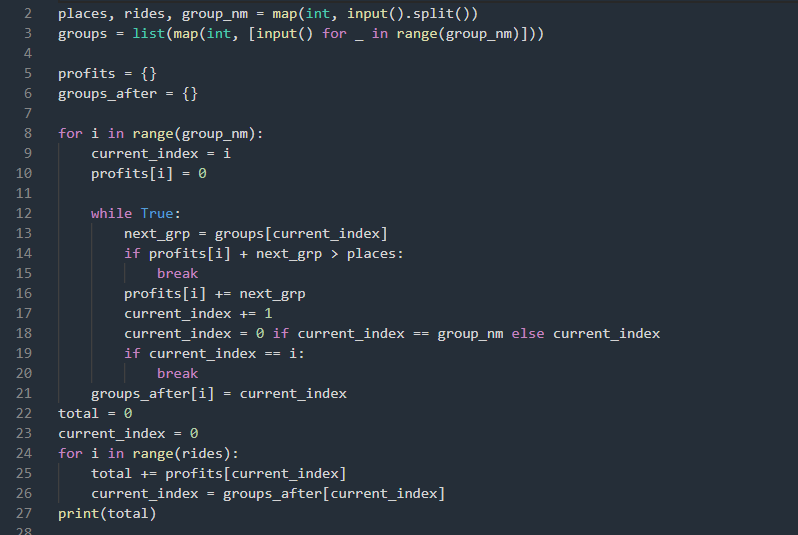 2 places, rides, group_nm = map(int, input().split())
3 groups = list(map(int, [input() for _ in range(group_nm)]))
4
5 profits = {}
6 groups_after = {}
7
8 for i in range(group_nm):
9     current_index = i
10     profits[i] = 0
11
12     while True:
13         next_grp = groups[current_index]
14         if profits[i] + next_grp > places:
15             break
16         profits[i] += next_grp
17         current_index += 1
18         current_index = 0 if current_index == group_nm else current_index
19         if current_index == i:
20             break
21     groups_after[i] = current_index
22 total = 0
23 current_index = 0
24 for i in range(rides):
25     total += profits[current_index]
26     current_index = groups_after[current_index]
27 print(total)
28